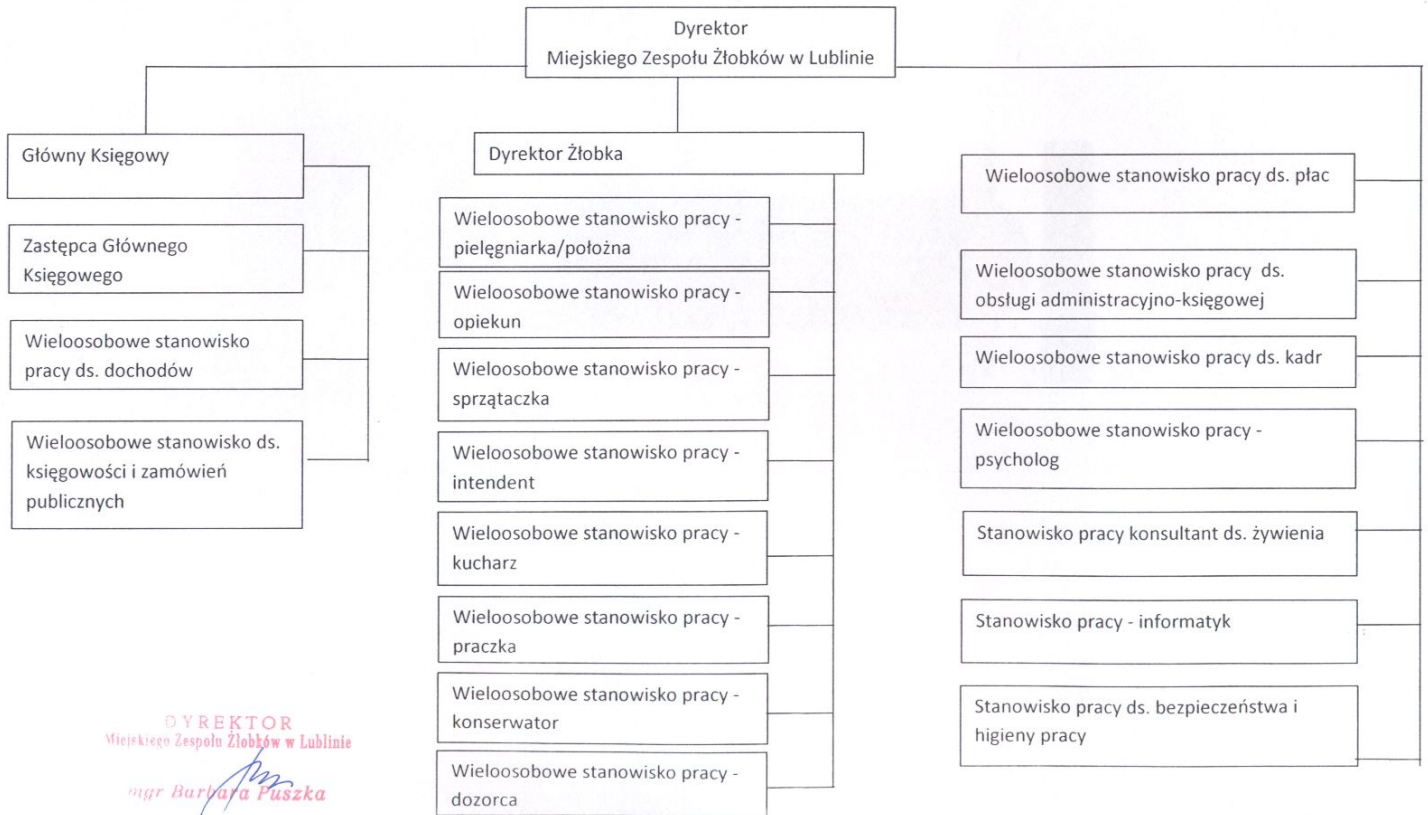 Dyrektor
Miejskiego Zespołu Żłobków w Lublinie
Główny Księgowy
Zastępca Głównego
Księgowego
Wieloosobowe stanowisko
pracy ds. dochodów
Wieloosobowe stanowisko ds.
księgowości i zamówień
publicznych
Dyrektor Żłobka
Wieloosobowe stanowisko pracy -
pielęgniarka/położna
Wieloosobowe stanowisko pracy -
opiekun
Wieloosobowe stanowisko pracy -
sprzątaczka
Wieloosobowe stanowisko pracy -
intendent
Wieloosobowe stanowisko pracy -
kucharz
Wieloosobowe stanowisko pracy -
praczka
Wieloosobowe stanowisko pracy -
konserwator
Wieloosobowe stanowisko pracy -
dozorca
Wieloosobowe stanowisko pracy ds. płac
Wieloosobowe stanowisko pracy ds.
obsługi administracyjno-księgowej
Wieloosobowe stanowisko pracy ds. kadr
Wieloosobowe stanowisko pracy -
psycholog
Stanowisko pracy konsultant ds. żywienia
Stanowisko pracy - informatyk
Stanowisko pracy ds. bezpieczeństwa i
higieny pracy
DYREKTOR
Miejskiego Zespołu Żłobków w Lublinie
mgr Barbara Puszka